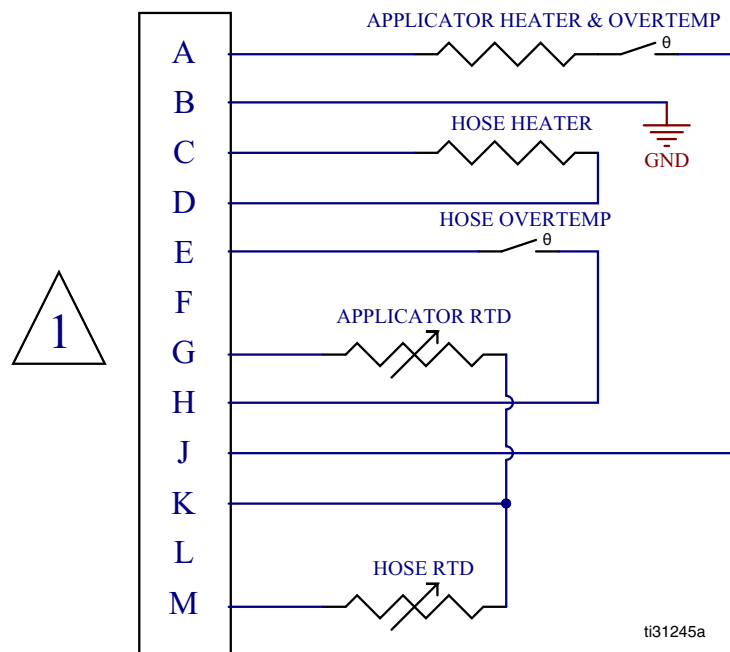 APPLICATOR HEATER & OVERTEMP
A
θ
B
HOSE HEATER
C
GND
D
HOSE OVERTEMP
E
θ
F
1
APPLICATOR RTD
G
H
J
K
L
HOSE RTD
M
ti31245a